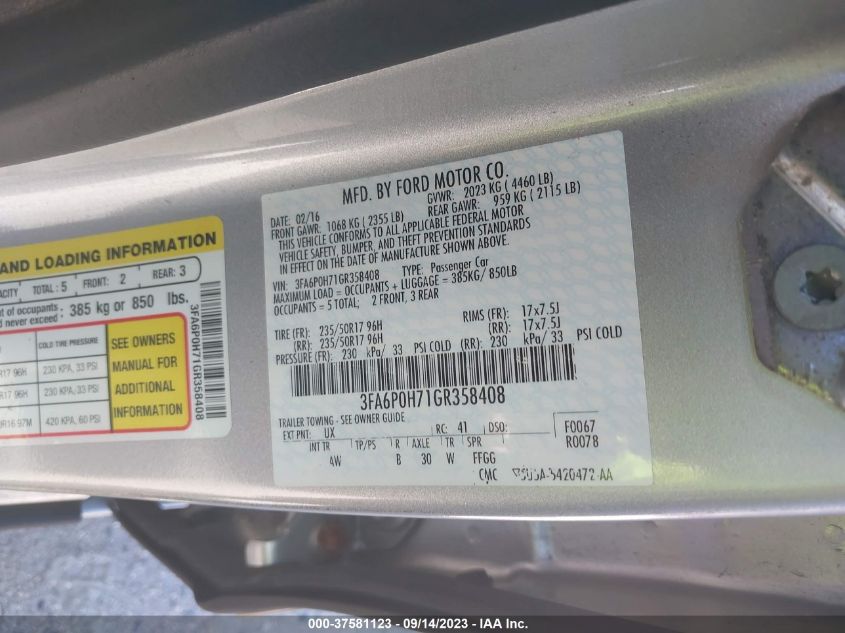 AND LOADING INFORMATION
TOTAL: 5 FRONT: 2 REAR: 3
of occupants
never exceed: 385 kg or 850 lbs.
COLD TIRE PRESSURE
R17 96H 230 KPA, 33 PSI
230 KPA, 33 PSI
R16 97M 420 KPA, 60 PSI
SEE OWNERS
MANUAL FOR
ADDITIONAL
INFORMATION
3FA6P0H71GR358408
MFD. BY FORD MOTOR CO.
DATE: 02/16 GVWR: 2023 KG ( 4460 LB)
FRONT GAWR: 1068 KG ( 2355 LB) REAR GAWR: 959 KG ( 2115 LB)
THIS VEHICLE CONFORMS TO ALL APPLICABLE FEDERAL MOTOR
VEHICLE SAFETY, BUMPER, AND THEFT PREVENTION STANDARDS
IN EFFECT ON THE DATE OF MANUFACTURE SHOWN ABOVE.
VIN: 3FA6P0H71GR358408 TYPE: Passenger Car
MAXIMUM LOAD = OCCUPANTS + LUGGAGE = 385KG/ 850LB
OCCUPANTS = 5 TOTAL; 2 FRONT, 3 REAR
TIRE (FR): 235/50R17 96H RIMS (FR): 17x7.5J
(RR): 235/50R17 96H (RR): 17x7.5J
PRESSURE (FR): 230 kPa/ 33 PSI COLD (RR): 230 kPa/ 33 PSI COLD
3FA6P0H71GR358408
TRAILER TOWING - SEE OWNER GUIDE
EXT PNT: UX RC: 41 DSO: F0067
INT TR TP/PS R AXLE TR SPR R0078
4W B 30 W FFGG
CMC
000-37581123 - 09/14/2023 - IAA Inc.